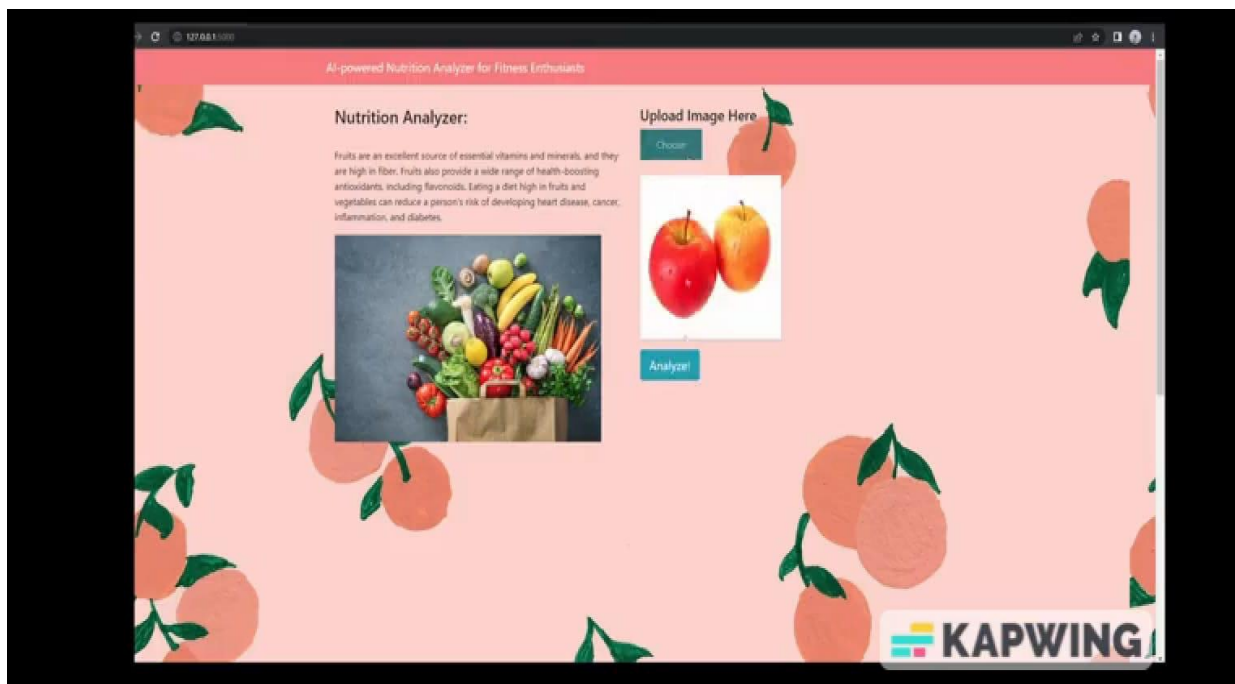 127.0.0.1:5000
AI-powered Nutrition Analyzer for Fitness Enthusiasts
Nutrition Analyzer:
Fruits are an excellent source of essential vitamins and minerals, and they
are high in fiber. Fruits also provide a wide range of health-boosting
antioxidants, including flavonoids. Eating a diet high in fruits and
vegetables can reduce a person's risk of developing heart disease, cancer,
inflammation, and diabetes.
Upload Image Here
Choose
Analyze!
KAPWING